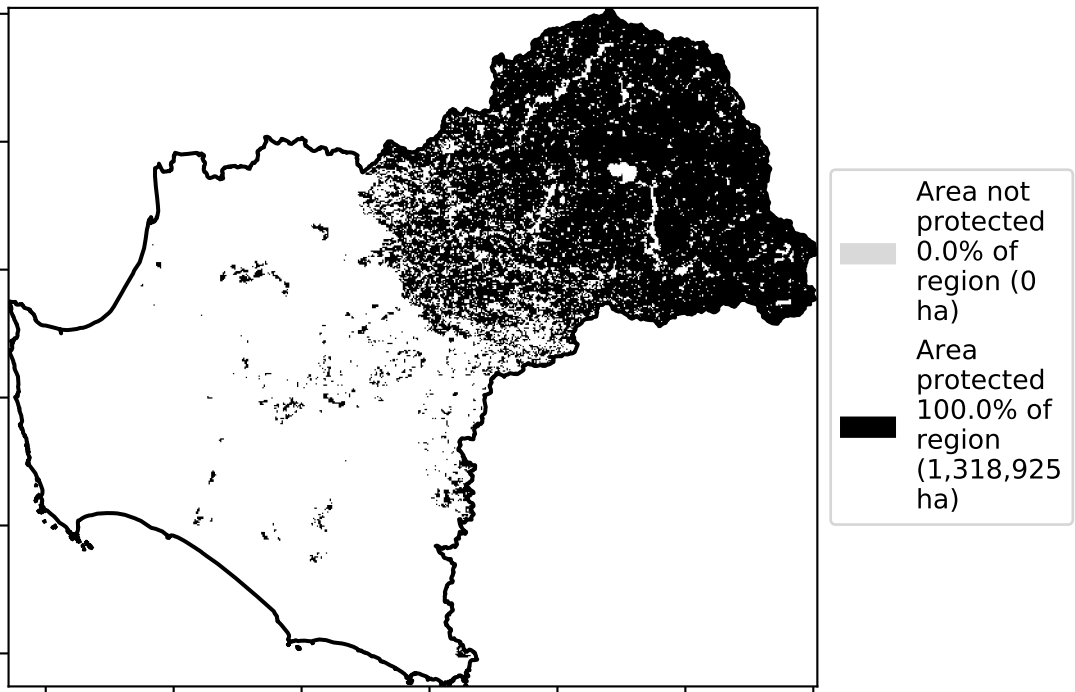 Area not
protected
0.0% of
region (0
ha)
Area
protected
100.0% of
region
(1,318,925
ha)